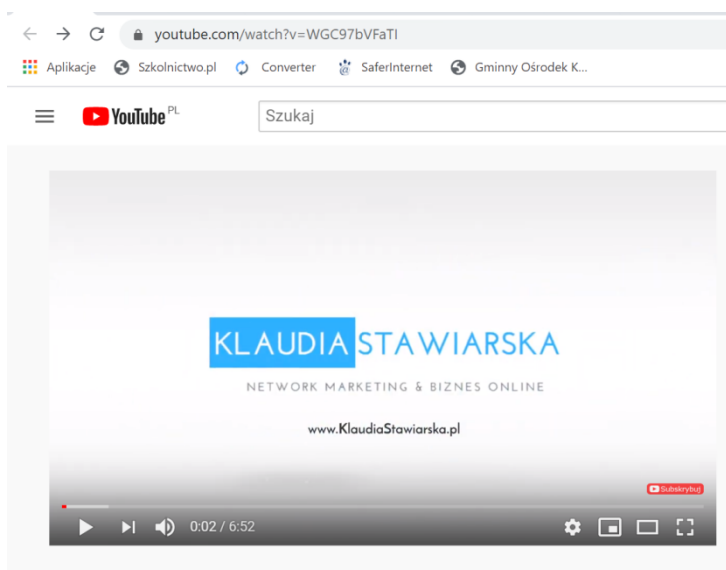 youtube.com/watch?v=WGC97bVFaTI
Aplikacje Szkolnictwo.pl Converter SaferInternet Gminny Ośrodek K...
YouTube PL
Szukaj
KLAUDIA STAWIARSKA
NETWORK MARKETING & BIZNES ONLINE
www.KlaudiaStawiarska.pl
Subskrybuj
0:02 / 6:52